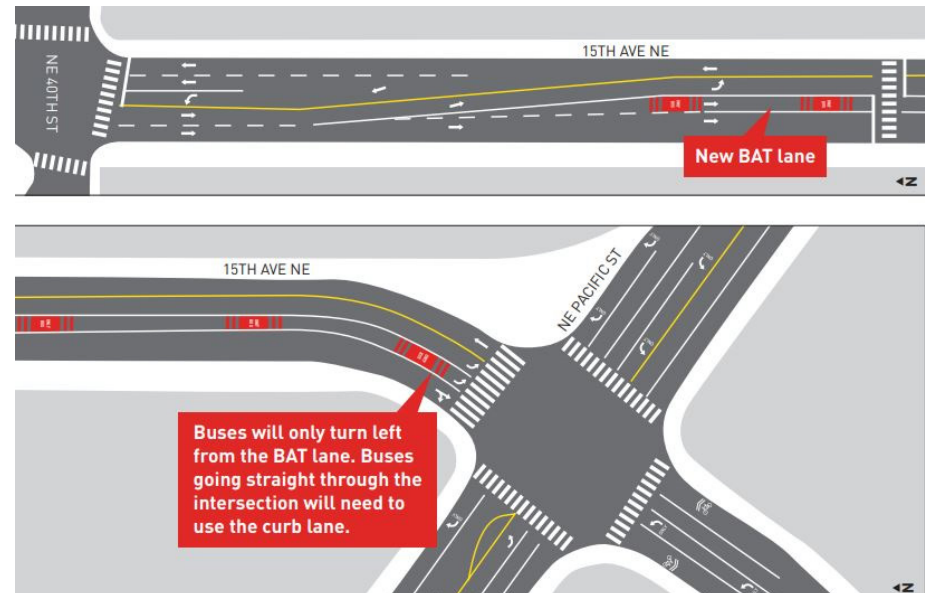 15TH AVE NE
NE 40TH ST
New BAT lane
N
15TH AVE NE
NE PACIFIC ST
Buses will only turn left
from the BAT lane. Buses
going straight through the
intersection will need to
use the curb lane.
N